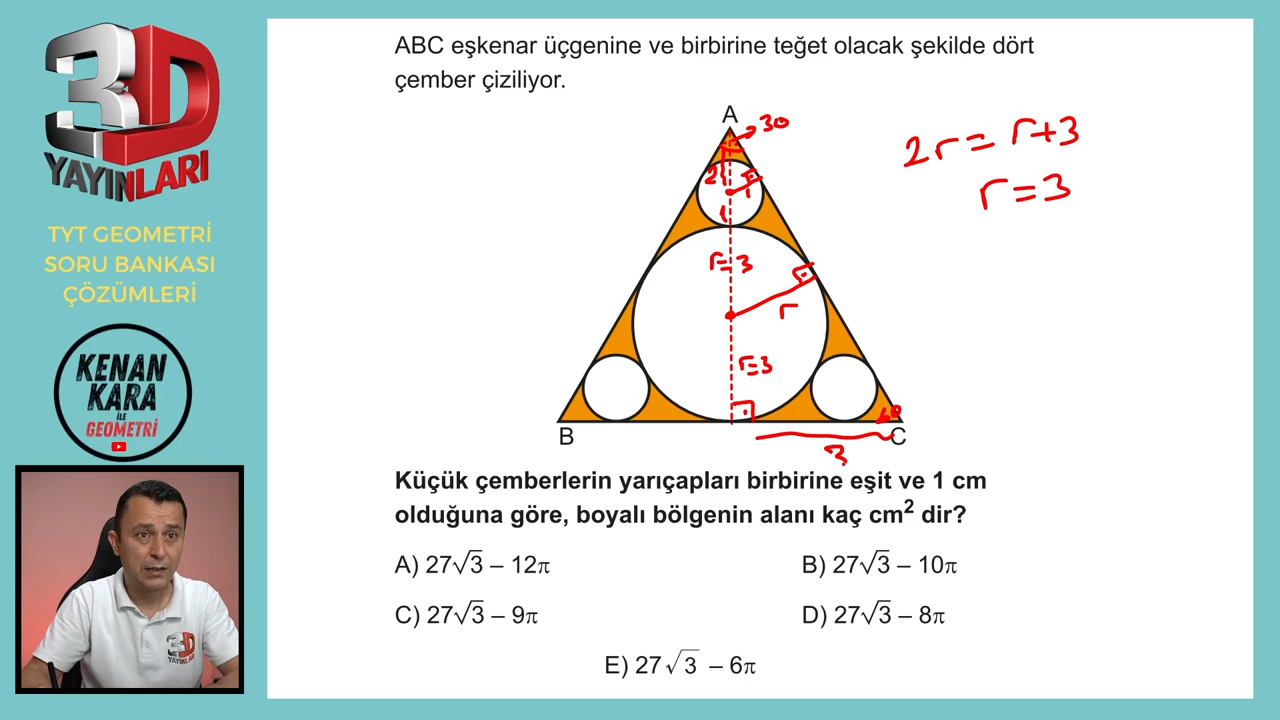 3D
YAYINLARI
TYT GEOMETRİ
SORU BANKASI
ÇÖZÜMLERİ
KENAN
KARA
İLE
GEOMETRİ
3D
YAYINLARI
ABC eşkenar üçgenine ve birbirine teğet olacak şekilde dört
çember çiziliyor.
A
30
2
1
1
r=3
r
r=3
60
B
C
3
2r = r+3
r = 3
Küçük çemberlerin yarıçapları birbirine eşit ve 1 cm
olduğuna göre, boyalı bölgenin alanı kaç cm² dir?
A) 27√3 – 12π
B) 27√3 – 10π
C) 27√3 – 9π
D) 27√3 – 8π
E) 27√3 – 6π